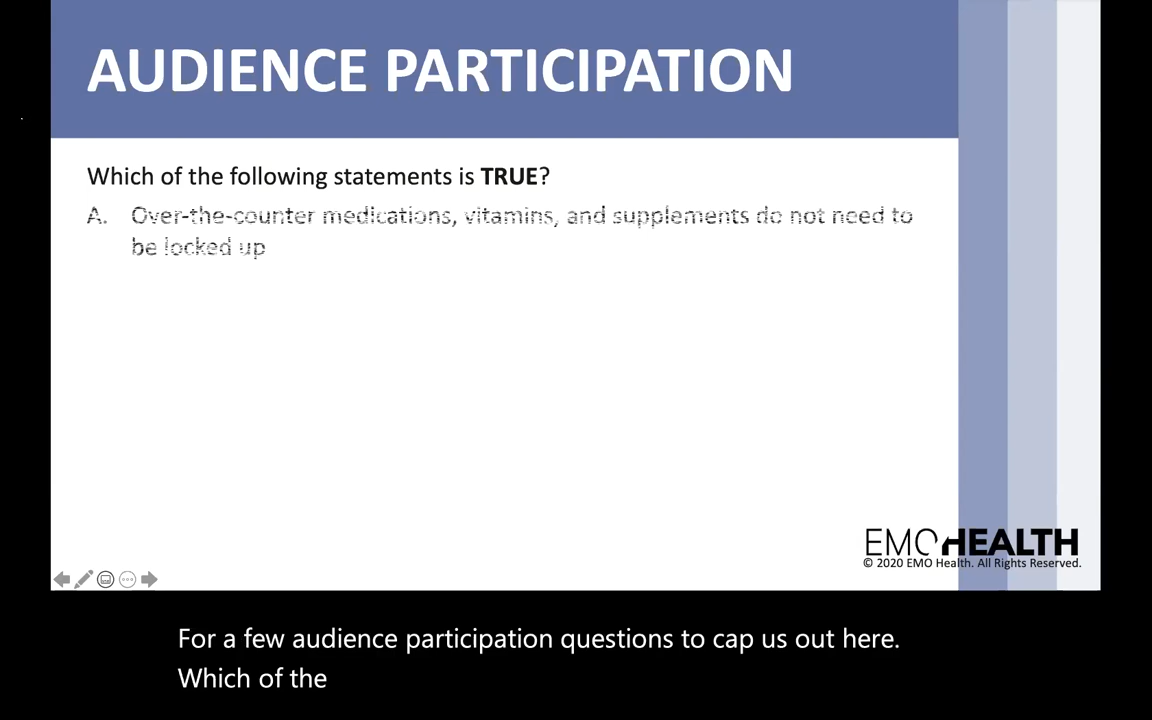 AUDIENCE PARTICIPATION
Which of the following statements is TRUE?
A. Over-the-counter medications, vitamins, and supplements do not need to
be locked up
EMOHEALTH
© 2020 EMO Health. All Rights Reserved.
For a few audience participation questions to cap us out here.
Which of the